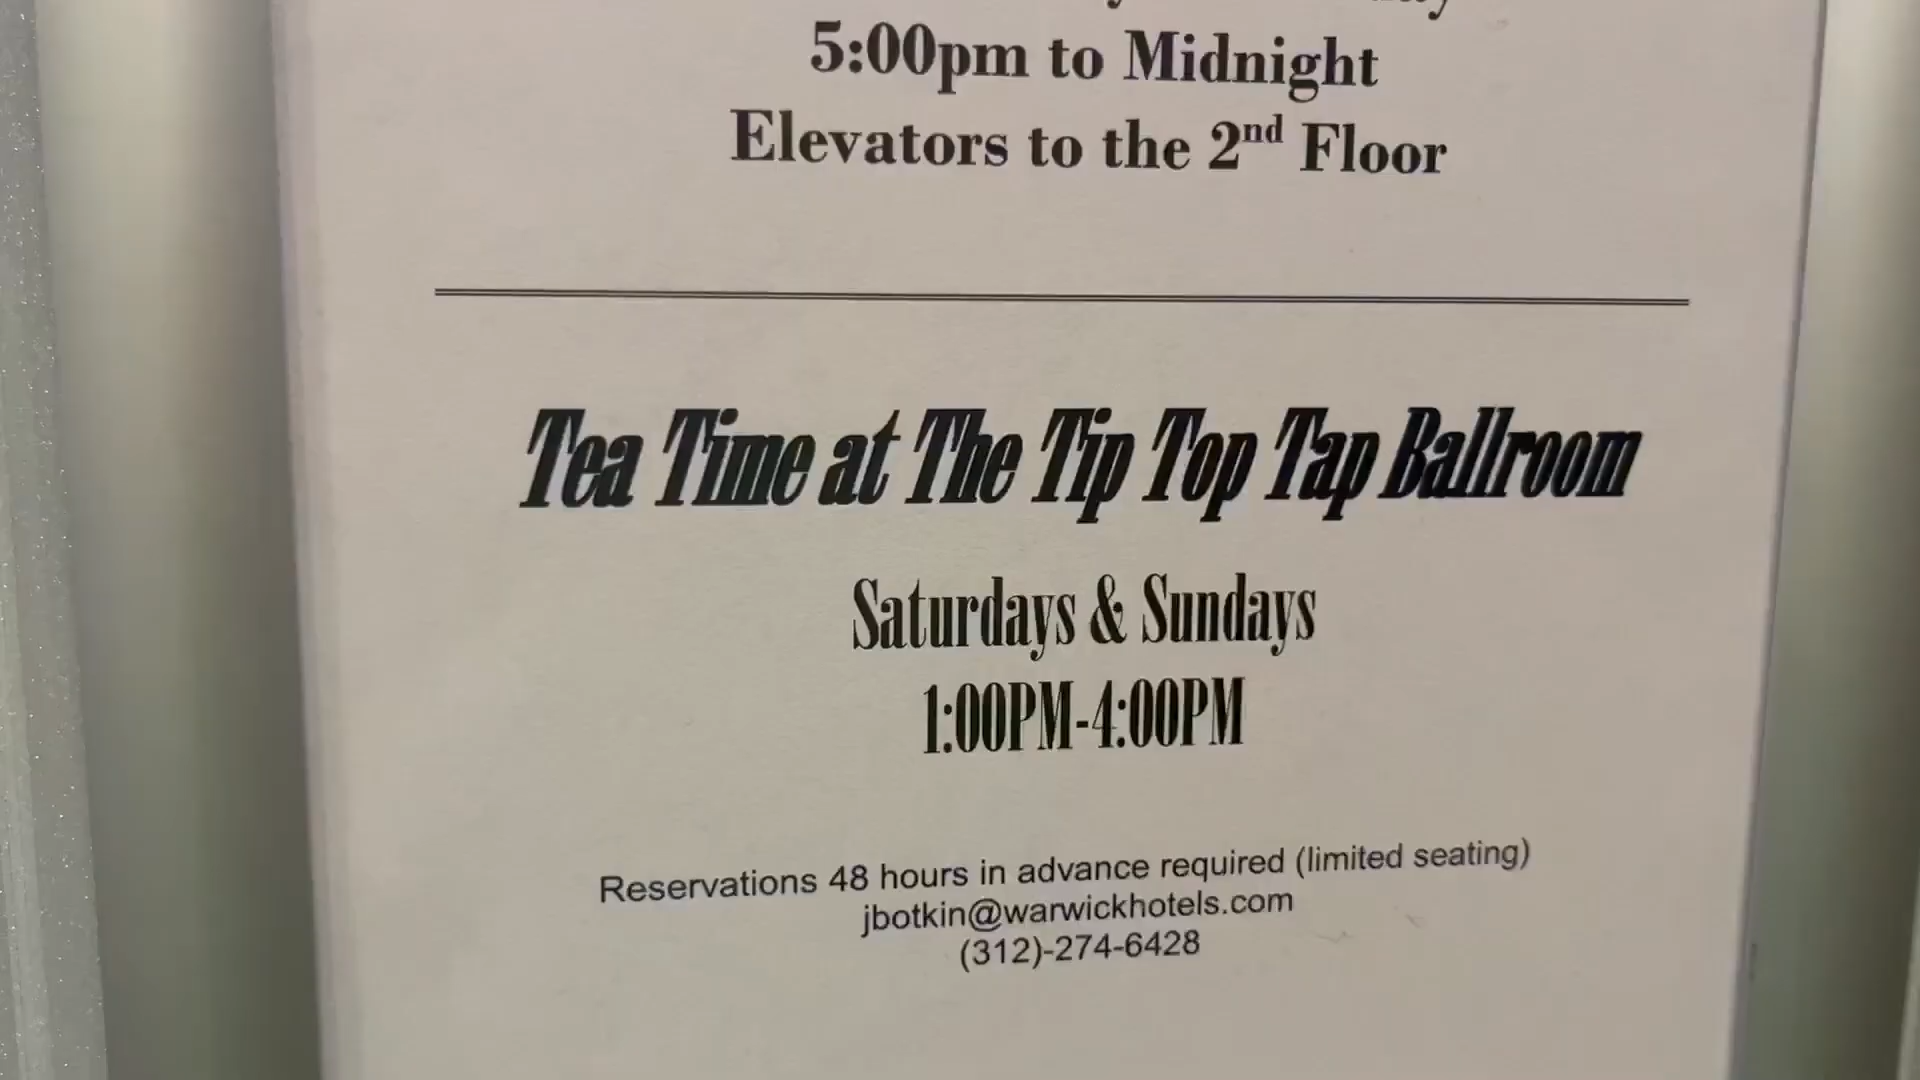 5:00pm to Midnight
Elevators to the 2nd Floor
Tea Time at The Tip Top Tap Ballroom
Saturdays & Sundays
1:00PM-4:00PM
Reservations 48 hours in advance required (limited seating)
jbotkin@warwickhotels.com
(312)-274-6428